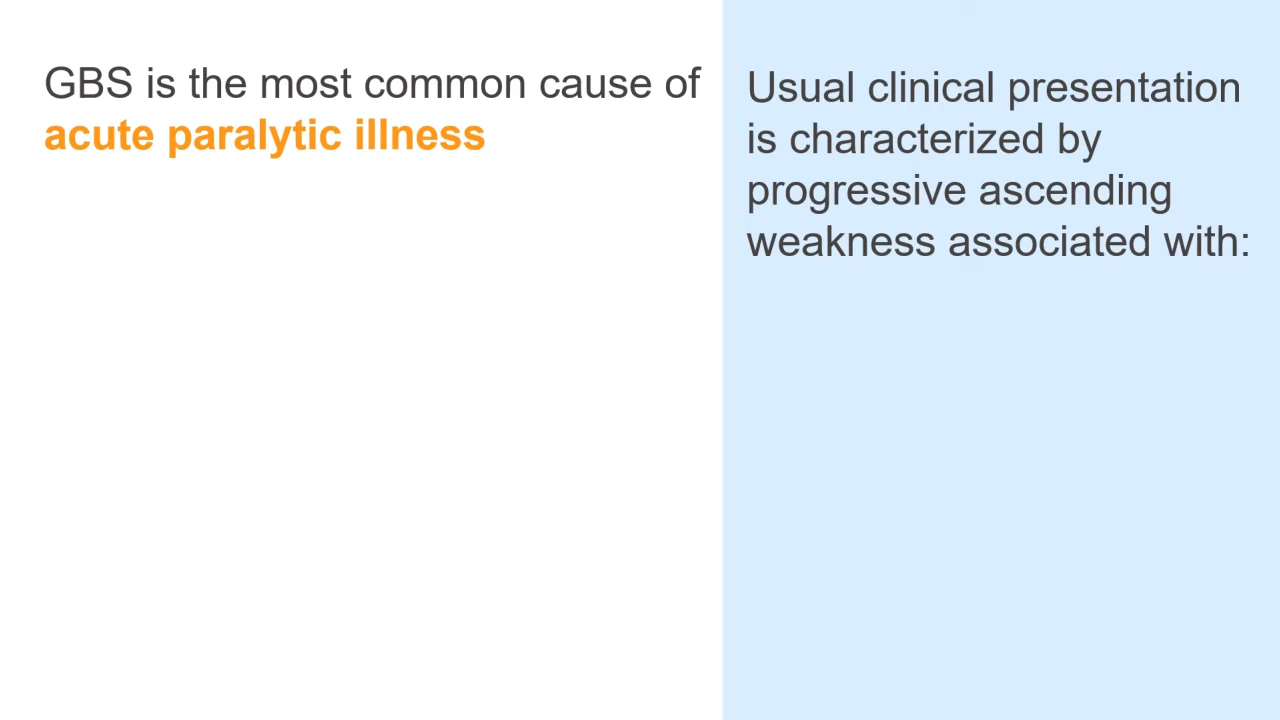 GBS is the most common cause of
acute paralytic illness
Usual clinical presentation
is characterized by
progressive ascending
weakness associated with: